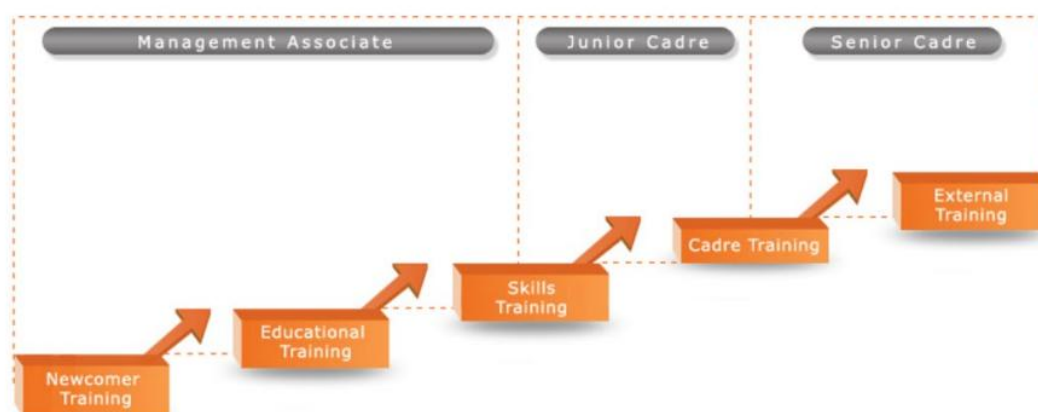 Management Associate
Junior Cadre
Senior Cadre
External
Training
Cadre Training
Skills
Training
Educational
Training
Newcomer
Training